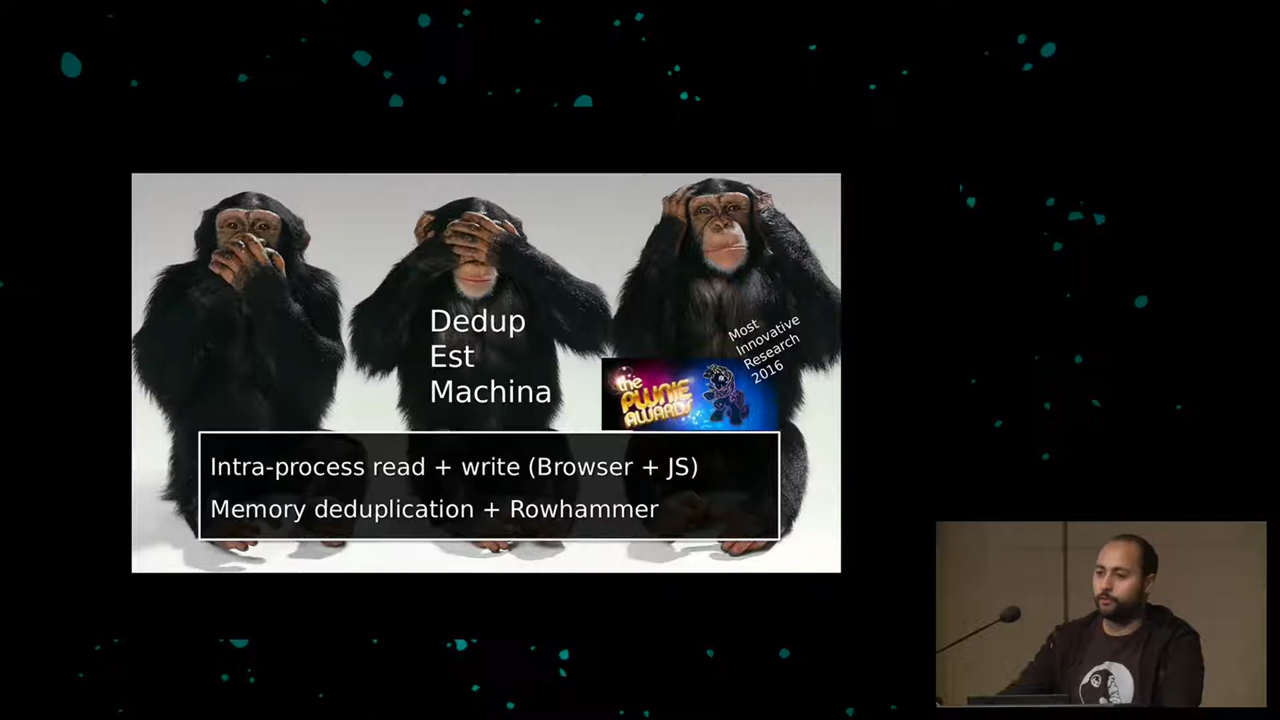 Dedup
Est
Machina
Most
Innovative
Research
2016
the
PWNIE
AWARDS
Intra-process read + write (Browser + JS)
Memory deduplication + Rowhammer